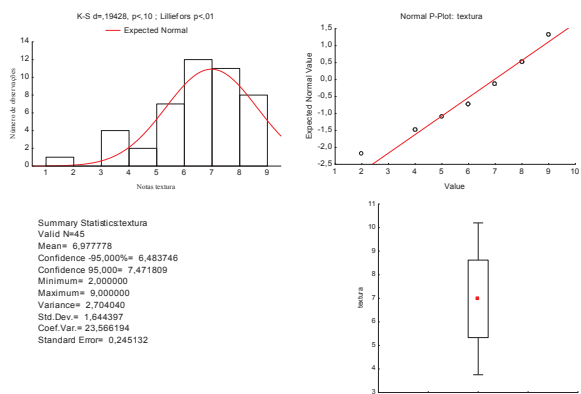 K-S d=,19428, p<,10 ; Lilliefors p<,01
Expected Normal
Número de observações
14
12
10
8
6
4
2
0
1 2 3 4 5 6 7 8 9
Notas textura
Normal P-Plot: textura
Expected Normal Value
1,5
1,0
0,5
0,0
-0,5
-1,0
-1,5
-2,0
-2,5
1 2 3 4 5 6 7 8 9 10
Value
Summary Statistics:textura
Valid N=45
Mean= 6,977778
Confidence -95,000%= 6,483746
Confidence 95,000= 7,471809
Minimum= 2,000000
Maximum= 9,000000
Variance= 2,704040
Std.Dev.= 1,644397
Coef.Var.= 23,566194
Standard Error= 0,245132
textura
11
10
9
8
7
6
5
4
3